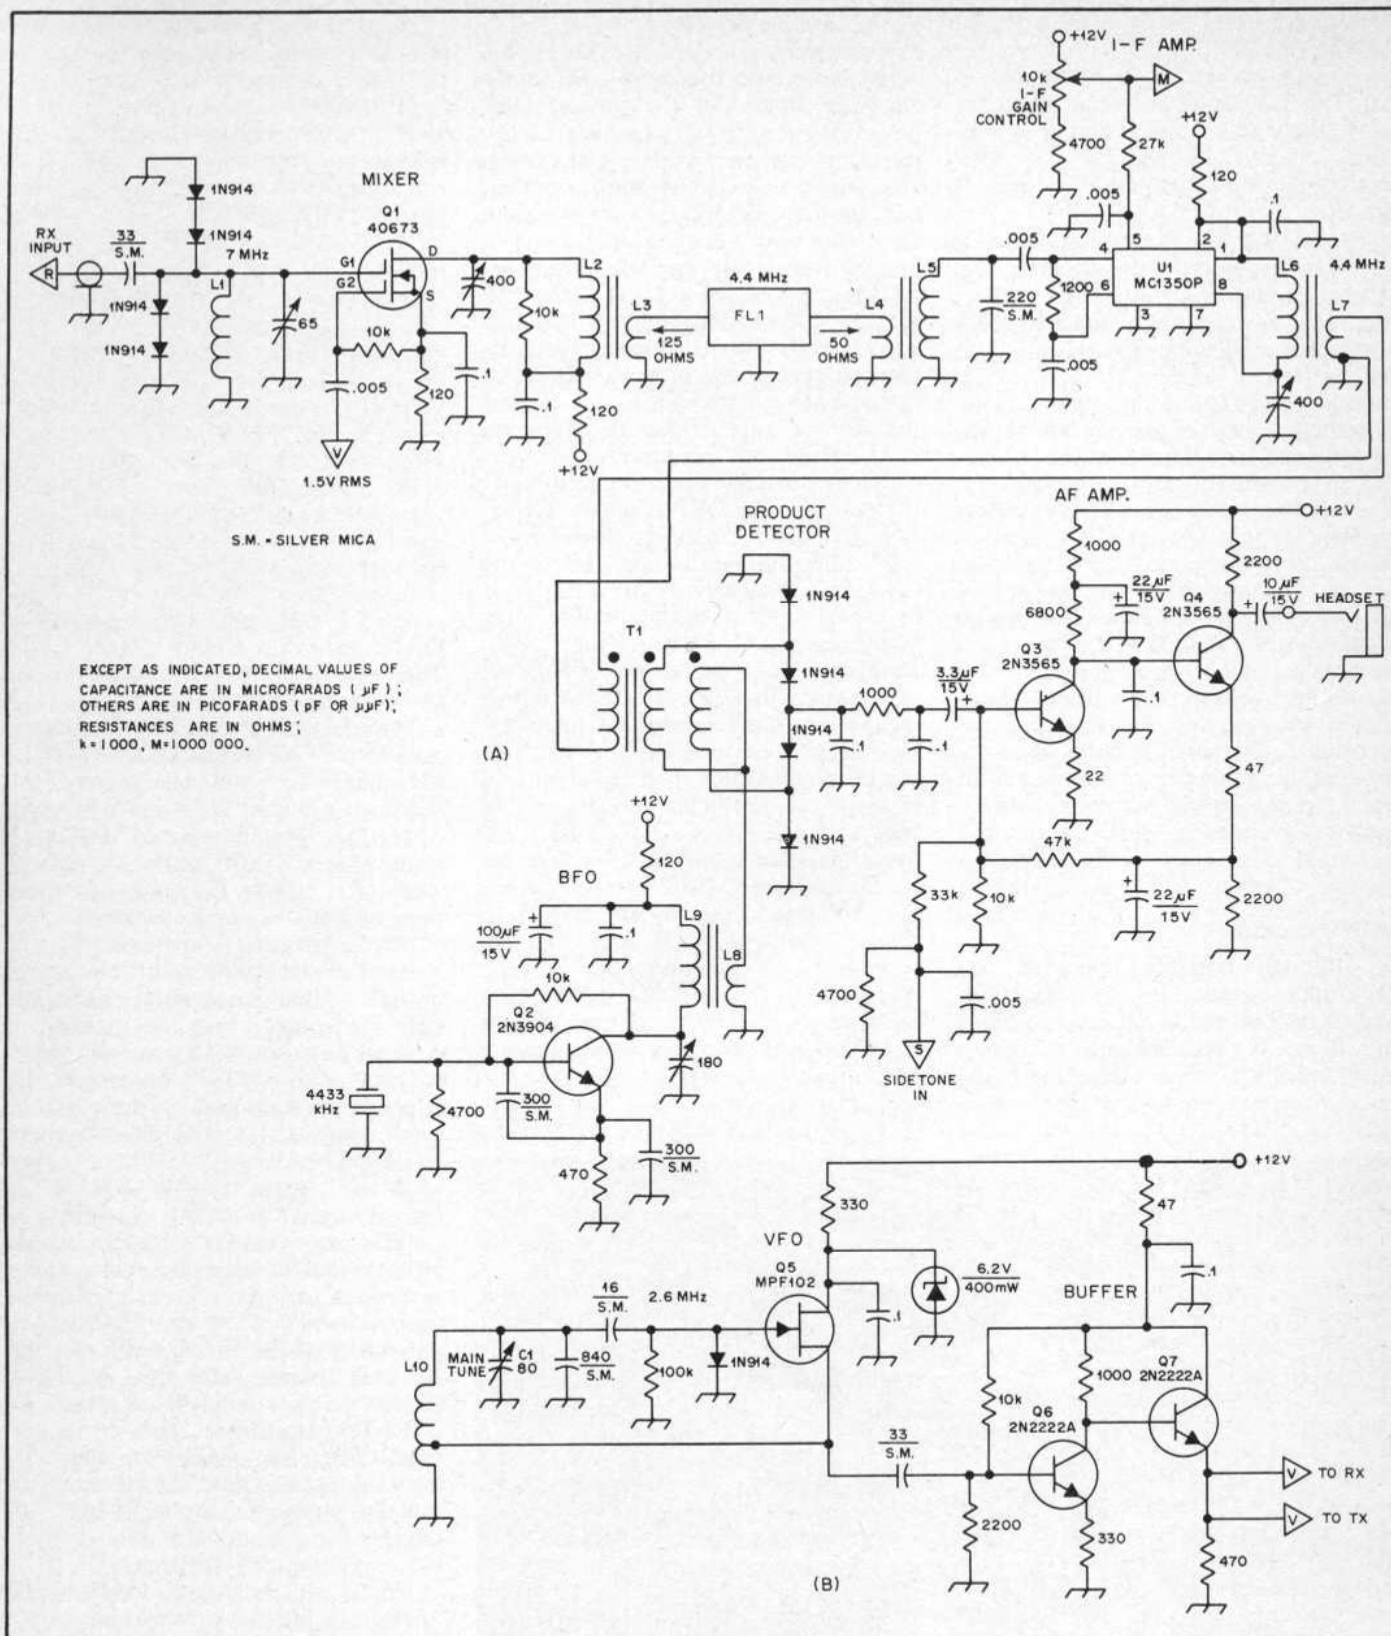 +12V
I-F AMP.
10k
I-F
GAIN
CONTROL
M
4700
27k
+12V
120
.005
.1
1N914
1N914
MIXER
Q1
40673
RX
INPUT
R
33
S.M.
7 MHz
L1
1N914
1N914
65
G1
G2
D
S
10k
.005
V
1.5V RMS
120
.1
400
10k
L2
L3
.1
120
+12V
125
OHMS
4.4 MHz
FL1
50
OHMS
L4
L5
220
S.M.
.005
1200
.005
4
5
2
1
6
U1
MC1350P
8
3
7
L6
4.4 MHz
L7
400
S.M. = SILVER MICA
PRODUCT
DETECTOR
AF AMP.
+12V
1000
22µF
15V
6800
2200
10µF
15V
HEADSET
Q4
2N3565
Q3
2N3565
1N914
1N914
1N914
1N914
T1
EXCEPT AS INDICATED, DECIMAL VALUES OF
CAPACITANCE ARE IN MICROFARADS ( µF ) ;
OTHERS ARE IN PICOFARADS ( pF OR µµF);
RESISTANCES ARE IN OHMS ;
k=1000, M=1000 000.
(A)
1000
3.3µF
15V
.1
.1
.1
22
47
47k
33k
10k
22µF
15V
2200
4700
.005
S
SIDETONE
IN
+12V
120
BFO
100µF
15V
.1
L9
L8
10k
Q2
2N3904
180
4433
kHz
4700
300
S.M.
300
S.M.
470
+12V
330
47
VFO
Q5
MPF102
6.2V
400mW
.1
BUFFER
.1
16
S.M.
2.6 MHz
L10
MAIN
TUNE
C1
80
840
S.M.
100k
1N914
10k
1000
Q7
2N2222A
Q6
2N2222A
33
S.M.
2200
330
V
TO RX
V
TO TX
470
(B)